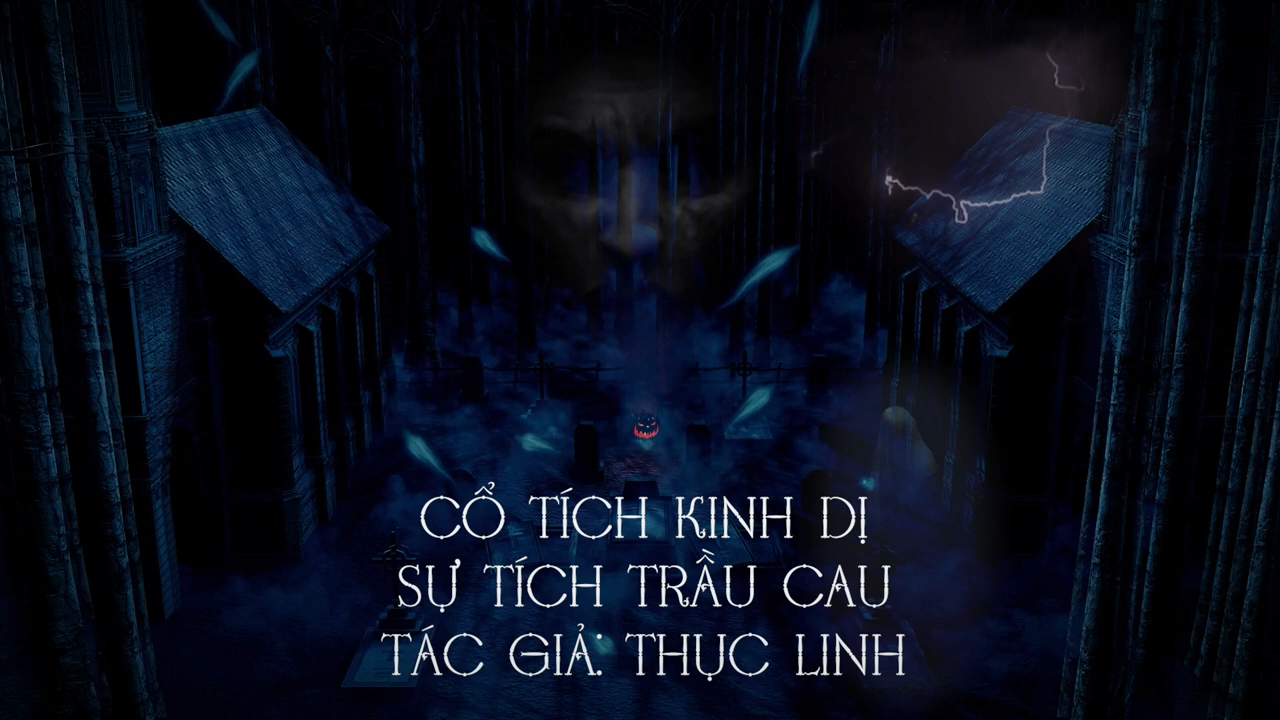 CỔ TÍCH KINH DỊ
SỰ TÍCH TRẦU CAU
TÁC GIẢ: THỤC LINH